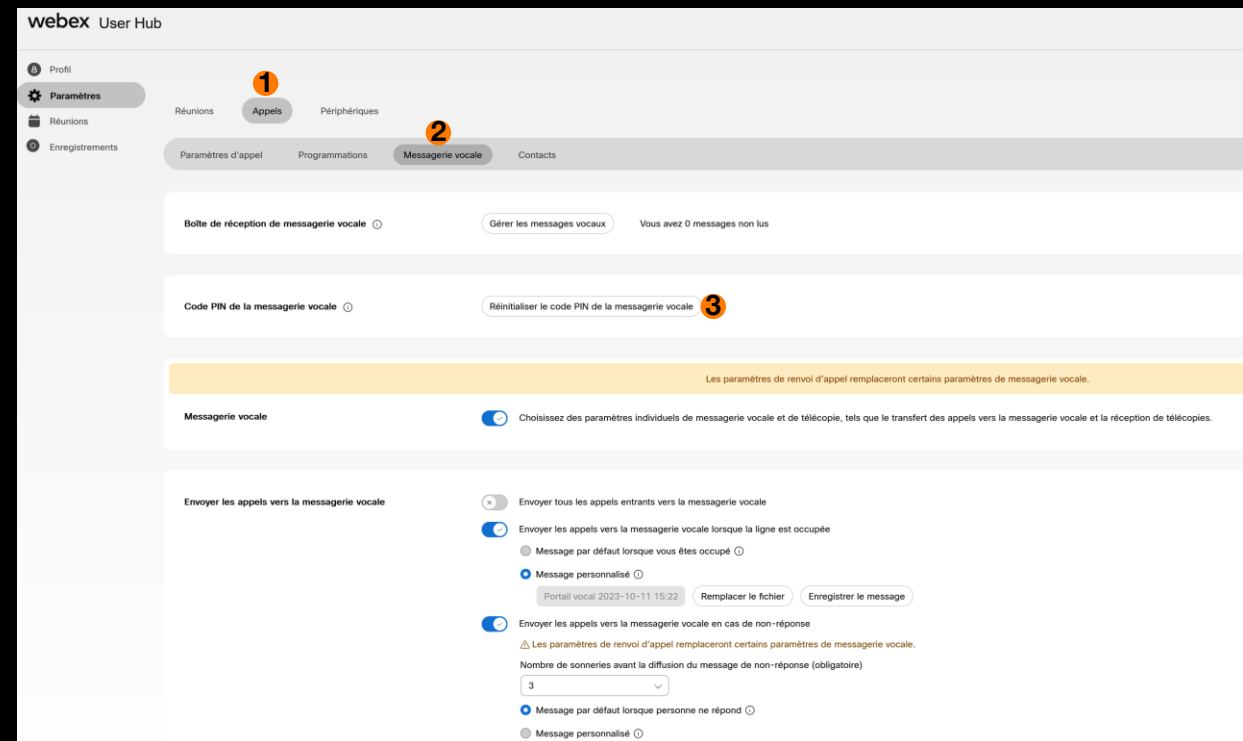 webex User Hub
Profil
Paramètres
Réunions
Enregistrements
1
Réunions Appels Périphériques
2
Paramètres d'appel Programmations Messagerie vocale Contacts
Boîte de réception de messagerie vocale Gérer les messages vocaux Vous avez 0 messages non lus
Code PIN de la messagerie vocale Réinitialiser le code PIN de la messagerie vocale 3
Les paramètres de renvoi d'appel remplaceront certains paramètres de messagerie vocale.
Messagerie vocale Choisissez des paramètres individuels de messagerie vocale et de télécopie, tels que le transfert des appels vers la messagerie vocale et la réception de télécopies.
Envoyer les appels vers la messagerie vocale Envoyer tous les appels entrants vers la messagerie vocale
Envoyer les appels vers la messagerie vocale lorsque la ligne est occupée
Message par défaut lorsque vous êtes occupé
Message personnalisé
Portail vocal 2023-10-11 15:22 Remplacer le fichier Enregistrer le message
Envoyer les appels vers la messagerie vocale en cas de non-réponse
Les paramètres de renvoi d'appel remplaceront certains paramètres de messagerie vocale.
Nombre de sonneries avant la diffusion du message de non-réponse (obligatoire)
3
Message par défaut lorsque personne ne répond
Message personnalisé